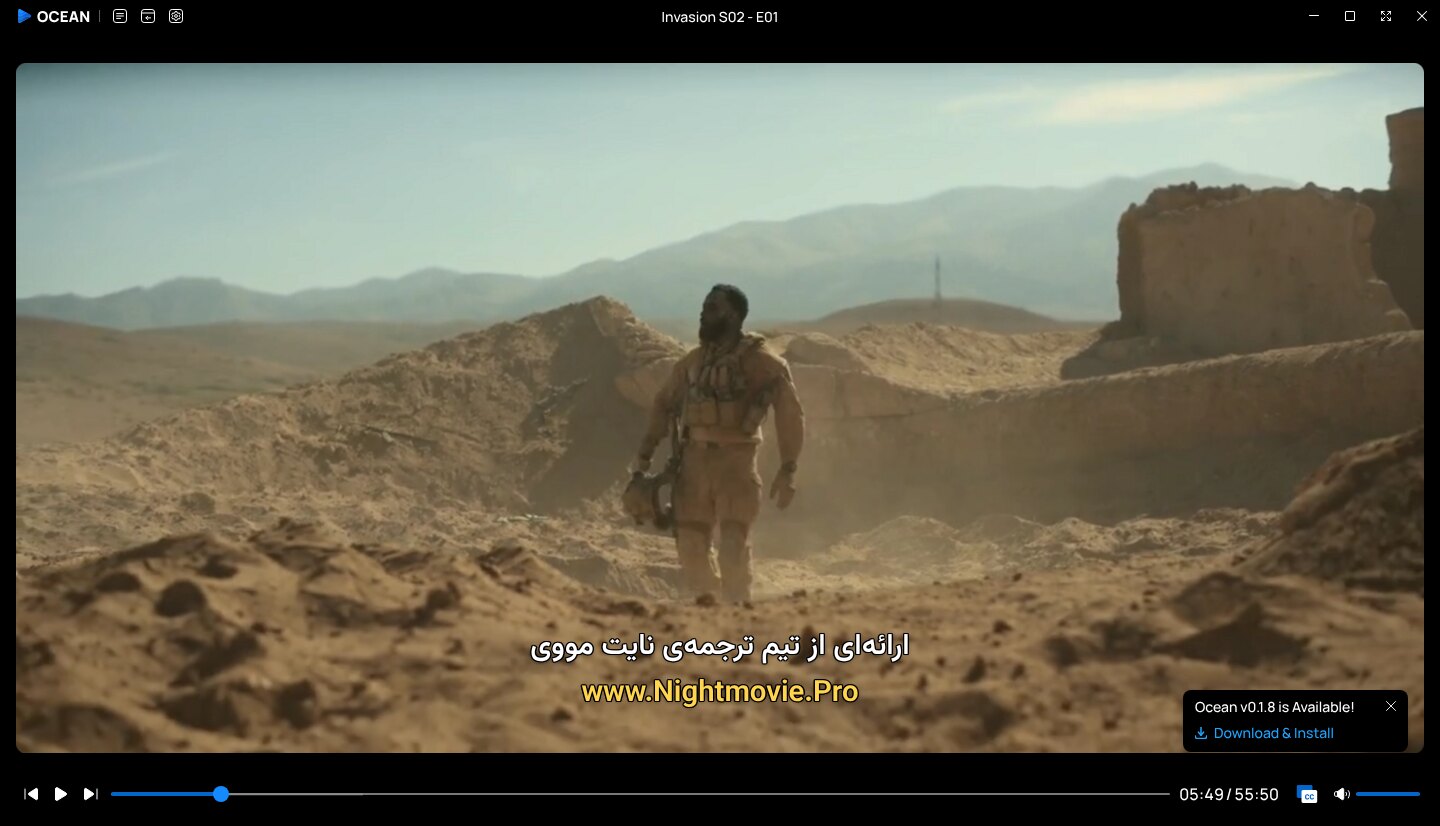 OCEAN
Invasion S02 - E01
ارائه‌ای از تیم ترجمه‌ی نایت مووی
www.Nightmovie.Pro
Ocean v0.1.8 is Available!
Download & Install
05:49 / 55:50
CC